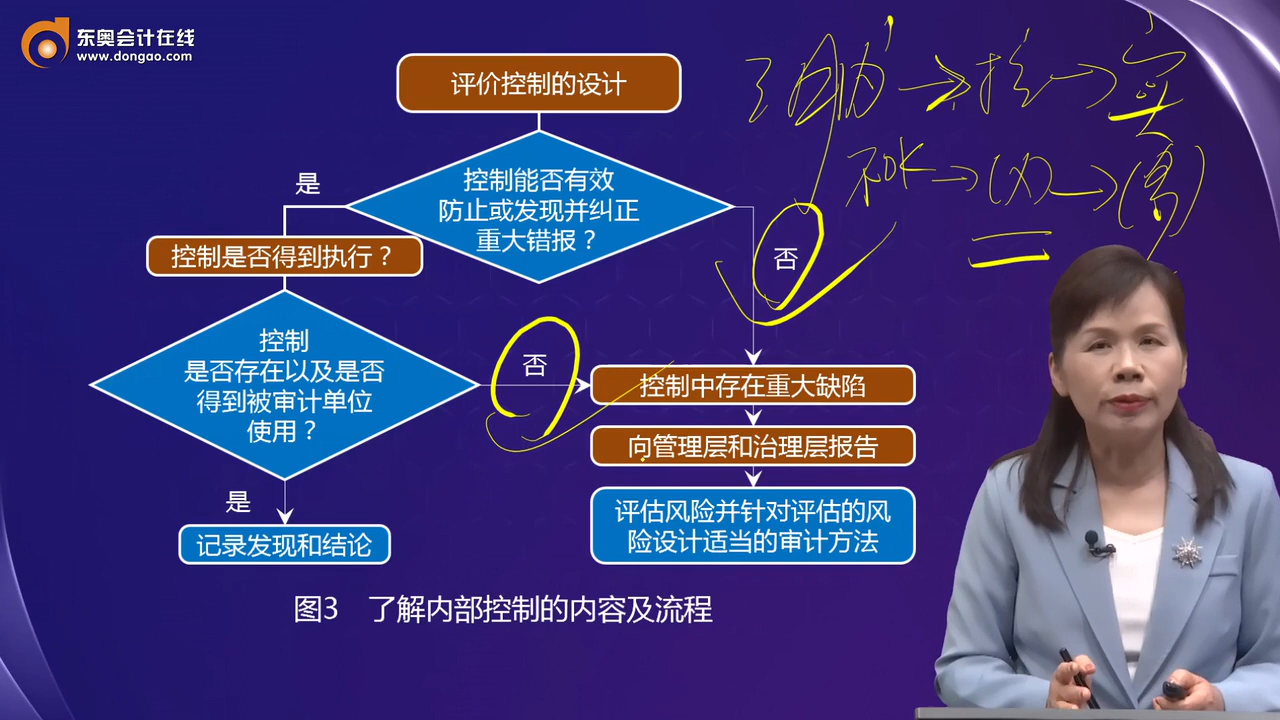 东奥会计在线
www.dongao.com
评价控制的设计
控制能否有效
防止或发现并纠正
重大错报？
是
否
控制是否得到执行？
控制
是否存在以及是否
得到被审计单位
使用？
否
是
记录发现和结论
控制中存在重大缺陷
向管理层和治理层报告
评估风险并针对评估的风
险设计适当的审计方法
图3 了解内部控制的内容及流程